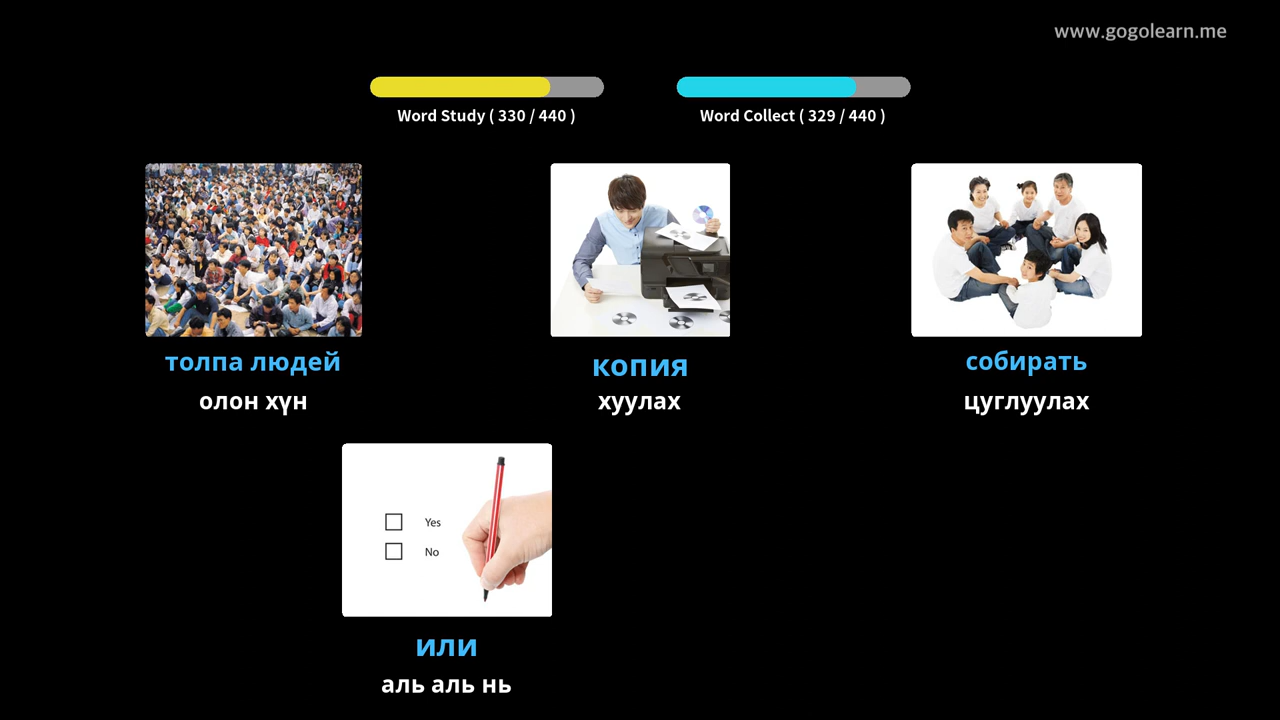 www.gogolearn.me
Word Study ( 330 / 440 )
Word Collect ( 329 / 440 )
толпа людей
олон хүн
копия
хуулах
собирать
цуглуулах
Yes
No
или
аль аль нь